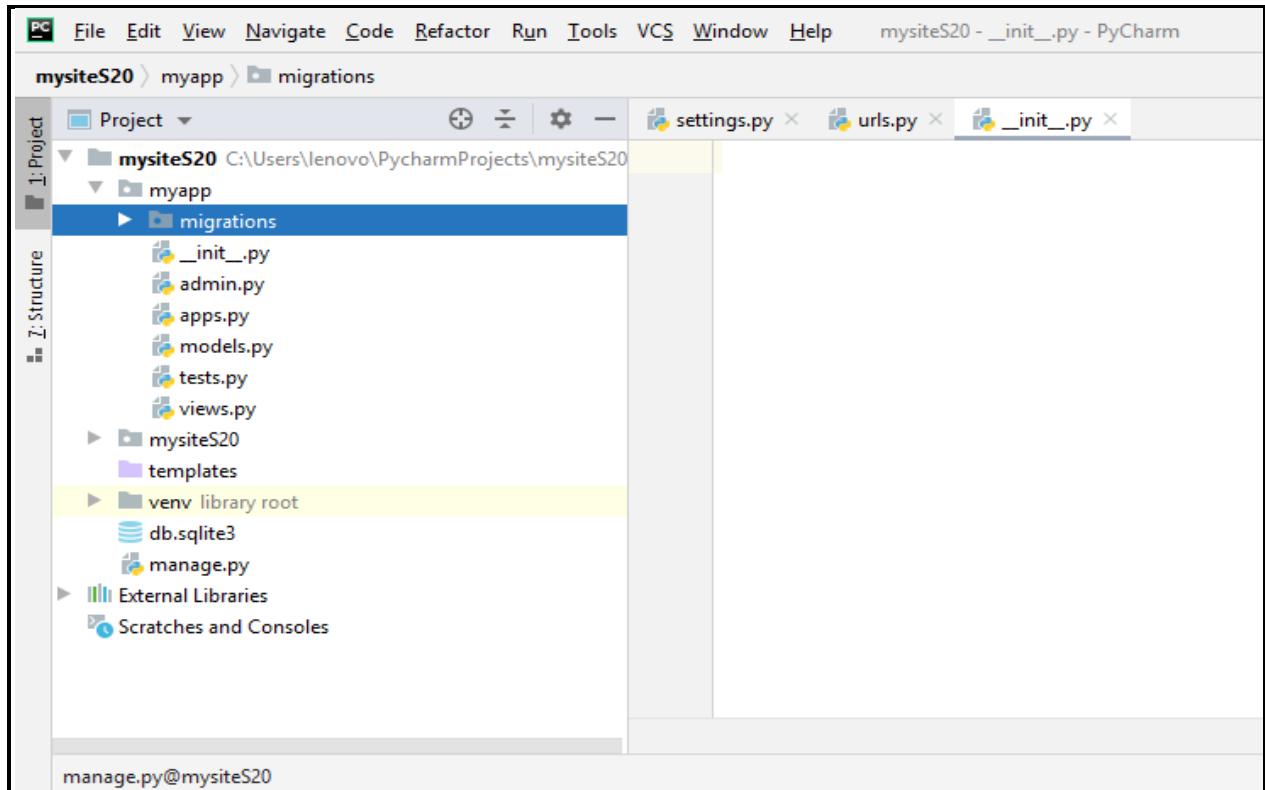 PC File Edit View Navigate Code Refactor Run Tools VCS Window Help mysiteS20 - __init__.py - PyCharm
mysiteS20 myapp migrations
1: Project
7: Structure
Project
mysiteS20 C:\Users\lenovo\PycharmProjects\mysiteS20
myapp
migrations
__init__.py
admin.py
apps.py
models.py
tests.py
views.py
mysiteS20
templates
venv library root
db.sqlite3
manage.py
External Libraries
Scratches and Consoles
settings.py urls.py __init__.py
manage.py@mysiteS20